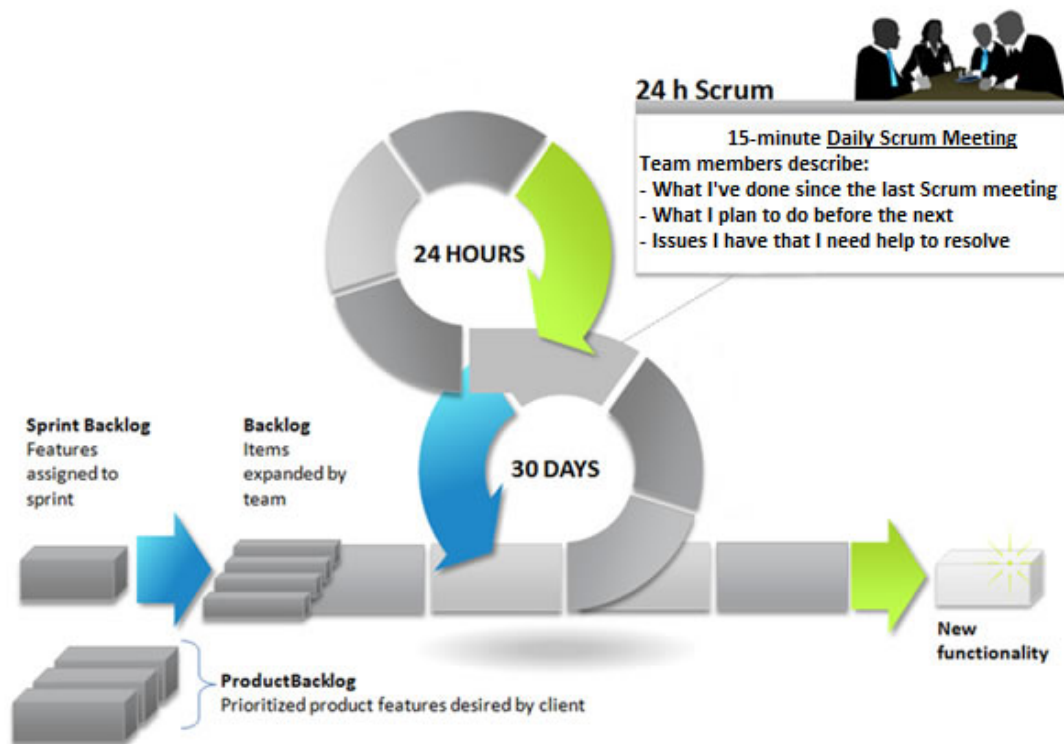 24 h Scrum
15-minute Daily Scrum Meeting
Team members describe:
- What I've done since the last Scrum meeting
- What I plan to do before the next
- Issues I have that I need help to resolve
24 HOURS
30 DAYS
Sprint Backlog
Features
assigned to
sprint
Backlog
Items
expanded by
team
New
functionality
ProductBacklog
Prioritized product features desired by client